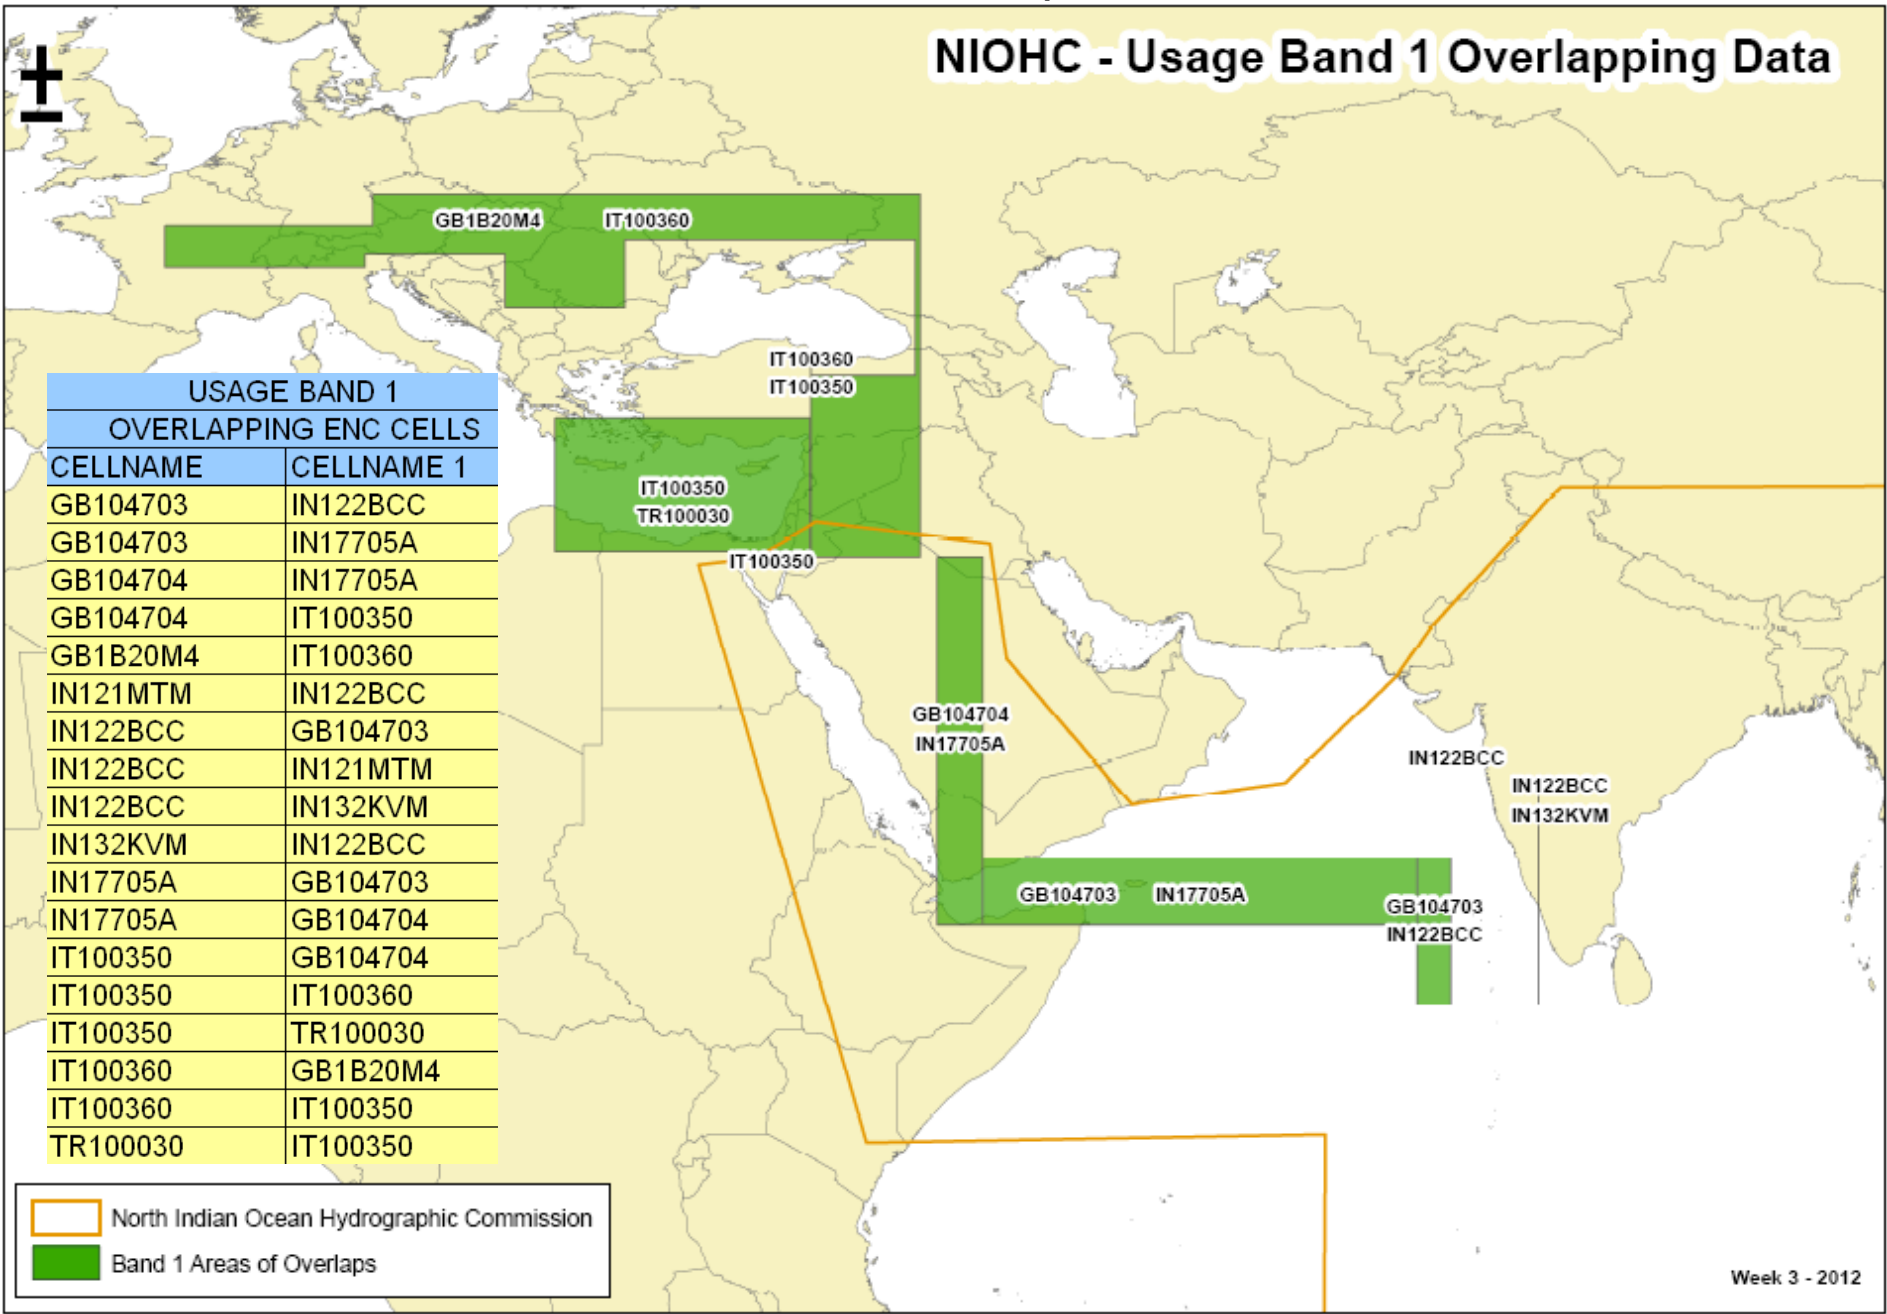 NIOHC - Usage Band 1 Overlapping Data
GB1B20M4 IT100360
IT100360
IT100350
USAGE BAND 1
OVERLAPPING ENC CELLS
CELLNAME CELLNAME 1
GB104703 IN122BCC
GB104703 IN17705A
GB104704 IN17705A
GB104704 IT100350
GB1B20M4 IT100360
IN121MTM IN122BCC
IN122BCC GB104703
IN122BCC IN121MTM
IN122BCC IN132KVM
IN132KVM IN122BCC
IN17705A GB104703
IN17705A GB104704
IT100350 GB104704
IT100350 IT100360
IT100350 TR100030
IT100360 GB1B20M4
IT100360 IT100350
TR100030 IT100350
IT100350
TR100030
IT100350
GB104704
IN17705A
IN122BCC
IN122BCC
IN132KVM
GB104703 IN17705A
GB104703
IN122BCC
North Indian Ocean Hydrographic Commission
Band 1 Areas of Overlaps
Week 3 - 2012